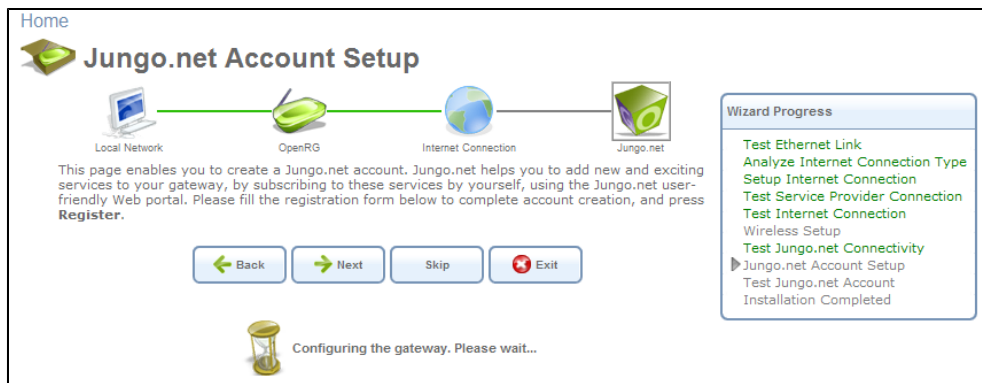 Home
Jungo.net Account Setup
Local Network
OpenRG
Internet Connection
Jungo.net
This page enables you to create a Jungo.net account. Jungo.net helps you to add new and exciting
services to your gateway, by subscribing to these services by yourself, using the Jungo.net user-
friendly Web portal. Please fill the registration form below to complete account creation, and press
Register.
Back
Next
Skip
Exit
Configuring the gateway. Please wait...
Wizard Progress
Test Ethernet Link
Analyze Internet Connection Type
Setup Internet Connection
Test Service Provider Connection
Test Internet Connection
Wireless Setup
Test Jungo.net Connectivity
Jungo.net Account Setup
Test Jungo.net Account
Installation Completed